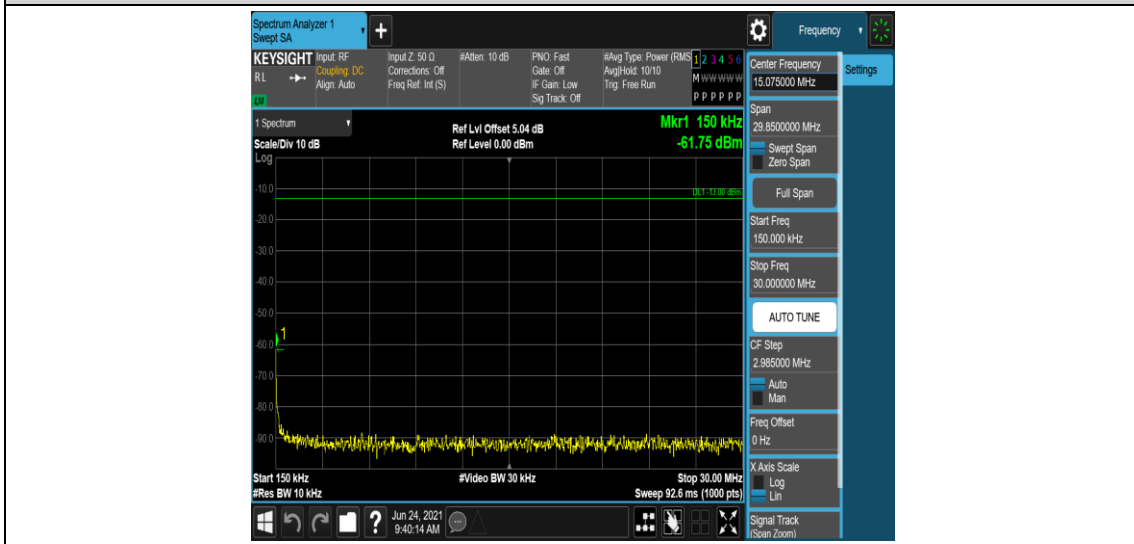 Spectrum Analyzer 1
Swept SA
+
Frequency
KEYSIGHT
RL
LXI
Input: RF
Coupling: DC
Align: Auto
Input Z: 50 Ω
Corrections: Off
Freq Ref: Int (S)
#Atten: 10 dB
PNO: Fast
Gate: Off
IF Gain: Low
Sig Track: Off
#Avg Type: Power (RMS
Avg|Hold: 10/10
Trig: Free Run
1 2 3 4 5 6
M W W W W W
P P P P P P
1 Spectrum
Scale/Div 10 dB
Log
Ref Lvl Offset 5.04 dB
Ref Level 0.00 dBm
Mkr1 150 kHz
-61.75 dBm
DL1 -13.00 dBm
-10.0
-20.0
-30.0
-40.0
-50.0
1
-60.0
-70.0
-80.0
-90.0
Start 150 kHz
#Video BW 30 kHz
Stop 30.00 MHz
#Res BW 10 kHz
Sweep 92.6 ms (1000 pts)
?
Jun 24, 2021
9:40:14 AM
Center Frequency
15.075000 MHz
Settings
Span
29.8500000 MHz
Swept Span
Zero Span
Full Span
Start Freq
150.000 kHz
Stop Freq
30.000000 MHz
AUTO TUNE
CF Step
2.985000 MHz
Auto
Man
Freq Offset
0 Hz
X Axis Scale
Log
Lin
Signal Track
(Span Zoom)